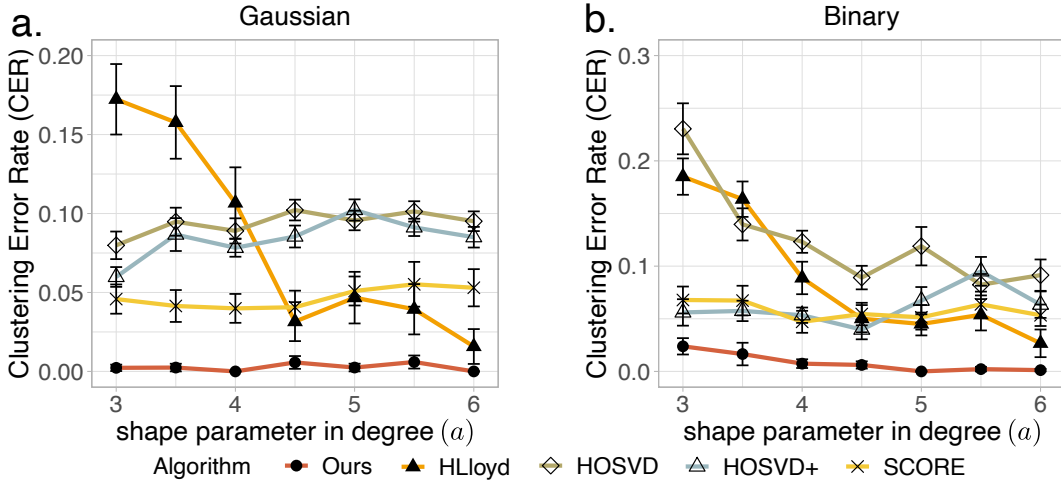 a.
Gaussian
Clustering Error Rate (CER)
0.20
0.15
0.10
0.05
0.00
3 4 5 6
shape parameter in degree (a)
b.
Binary
Clustering Error Rate (CER)
0.3
0.2
0.1
0.0
3 4 5 6
shape parameter in degree (a)
Algorithm Ours HLloyd HOSVD HOSVD+ SCORE